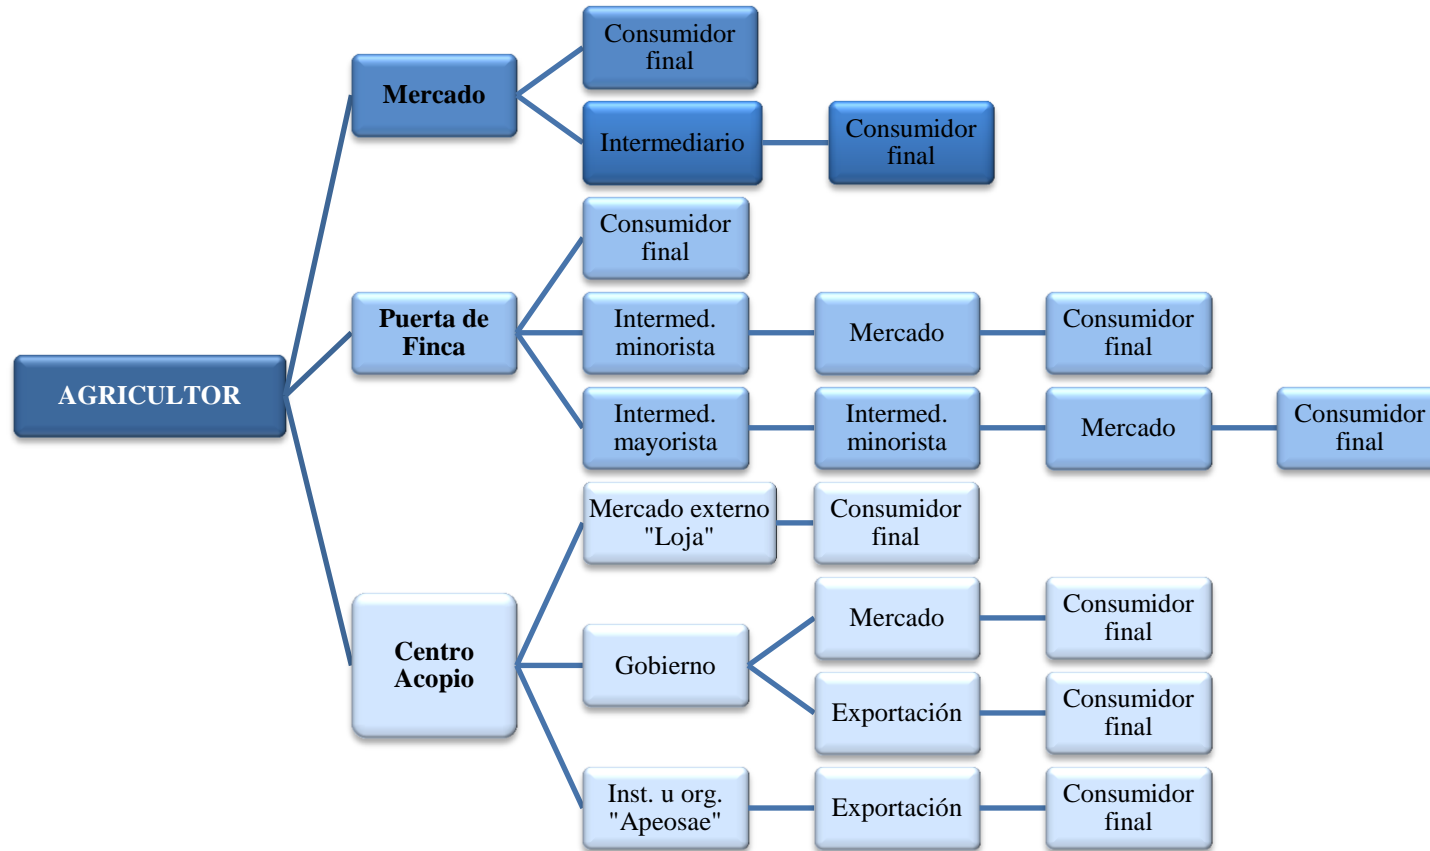 Consumidor
final
Mercado
Intermediario
Consumidor
final
Consumidor
final
Puerta de
Finca
Intermed.
minorista
Mercado
Consumidor
final
AGRICULTOR
Intermed.
mayorista
Intermed.
minorista
Mercado
Consumidor
final
Mercado externo
"Loja"
Consumidor
final
Centro
Acopio
Gobierno
Mercado
Consumidor
final
Exportación
Consumidor
final
Inst. u org.
"Apeosae"
Exportación
Consumidor
final